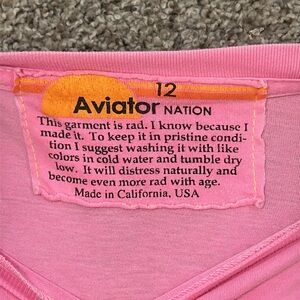 12
Aviator NATION
This garment is rad. I know because I
made it. To keep it in pristine condi-
tion I suggest washing it with like
colors in cold water and tumble dry
low. It will distress naturally and
become even more rad with age.
Made in California, USA